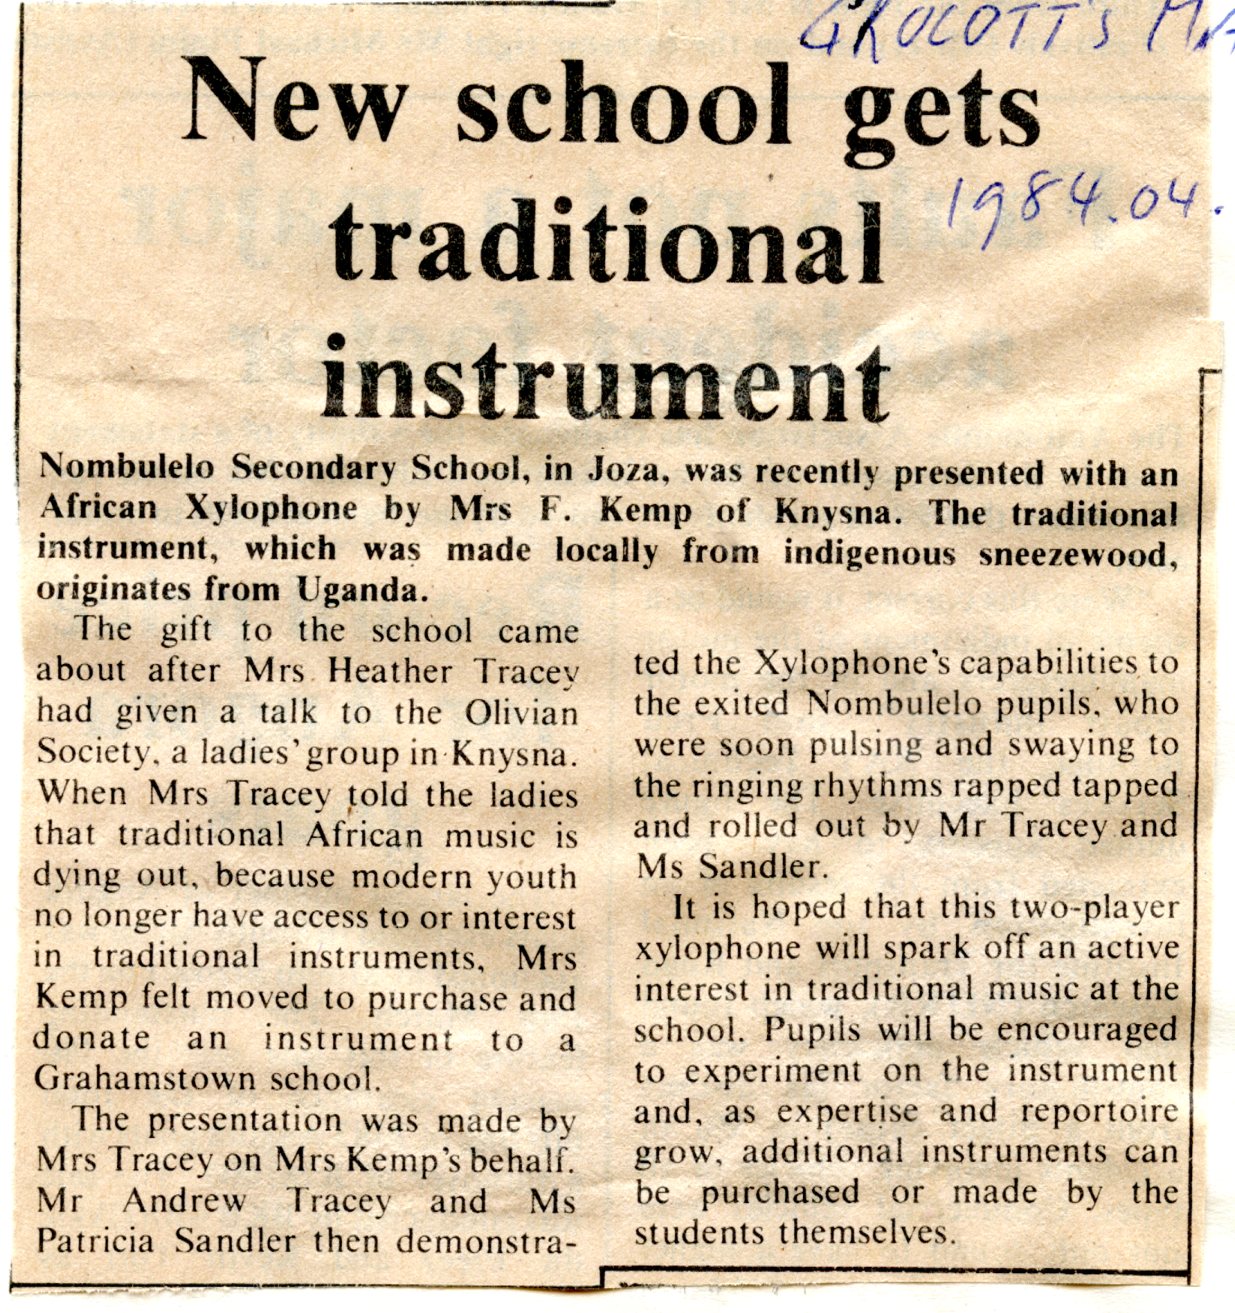 GROCOTT'S
New school gets
1984.04.
traditional
instrument
Nombulelo Secondary School, in Joza, was recently presented with an
African Xylophone by Mrs F. Kemp of Knysna. The traditional
instrument, which was made locally from indigenous sneezewood,
originates from Uganda.
The gift to the school came
about after Mrs Heather Tracey
had given a talk to the Olivian
Society, a ladies' group in Knysna.
When Mrs Tracey told the ladies
that traditional African music is
dying out, because modern youth
no longer have access to or interest
in traditional instruments, Mrs
Kemp felt moved to purchase and
donate an instrument to a
Grahamstown school.
The presentation was made by
Mrs Tracey on Mrs Kemp's behalf.
Mr Andrew Tracey and Ms
Patricia Sandler then demonstra-
ted the Xylophone's capabilities to
the exited Nombulelo pupils, who
were soon pulsing and swaying to
the ringing rhythms rapped tapped
and rolled out by Mr Tracey and
Ms Sandler.
It is hoped that this two-player
xylophone will spark off an active
interest in traditional music at the
school. Pupils will be encouraged
to experiment on the instrument
and, as expertise and reportoire
grow, additional instruments can
be purchased or made by the
students themselves.